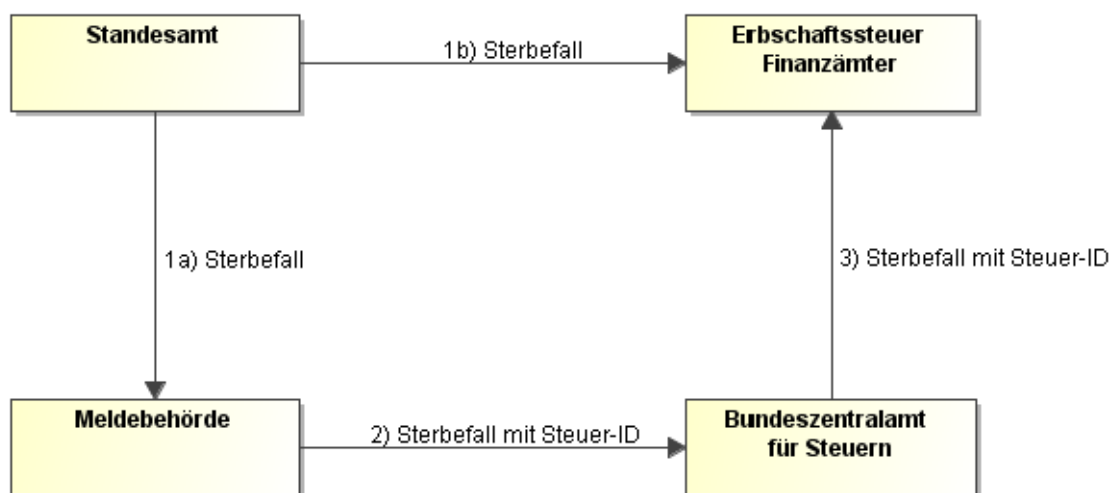 Standesamt
1b) Sterbefall
Erbschaftssteuer
Finanzämter
1a) Sterbefall
3) Sterbefall mit Steuer-ID
Meldebehörde
2) Sterbefall mit Steuer-ID
Bundeszentralamt
für Steuern